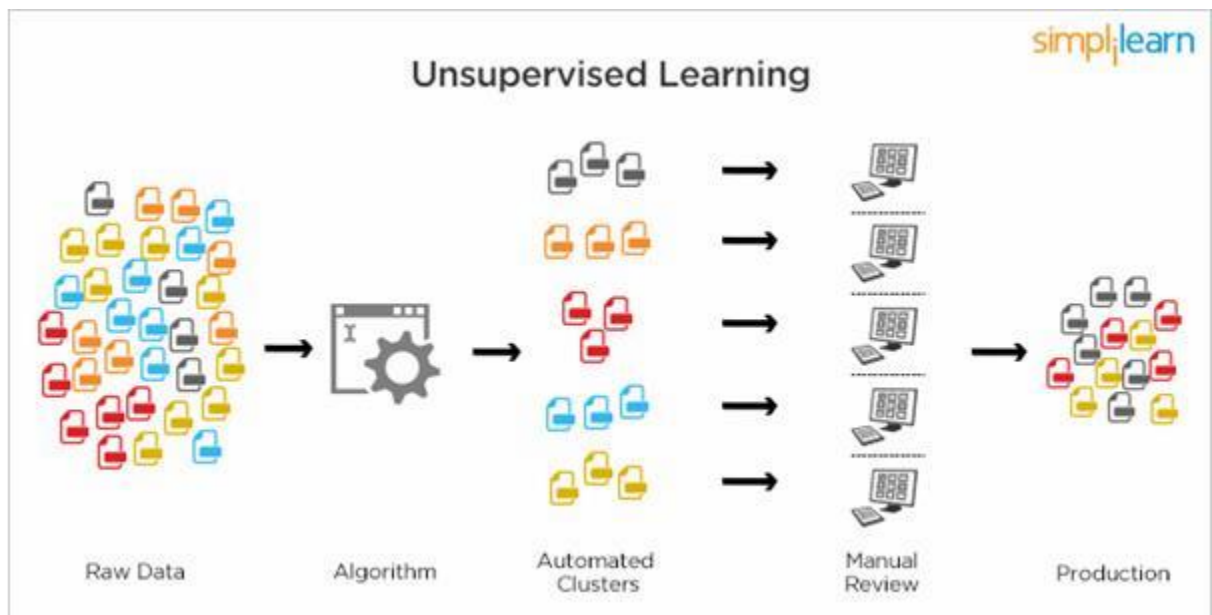 simplilearn
Unsupervised Learning
Raw Data
Algorithm
Automated
Clusters
Manual
Review
Production